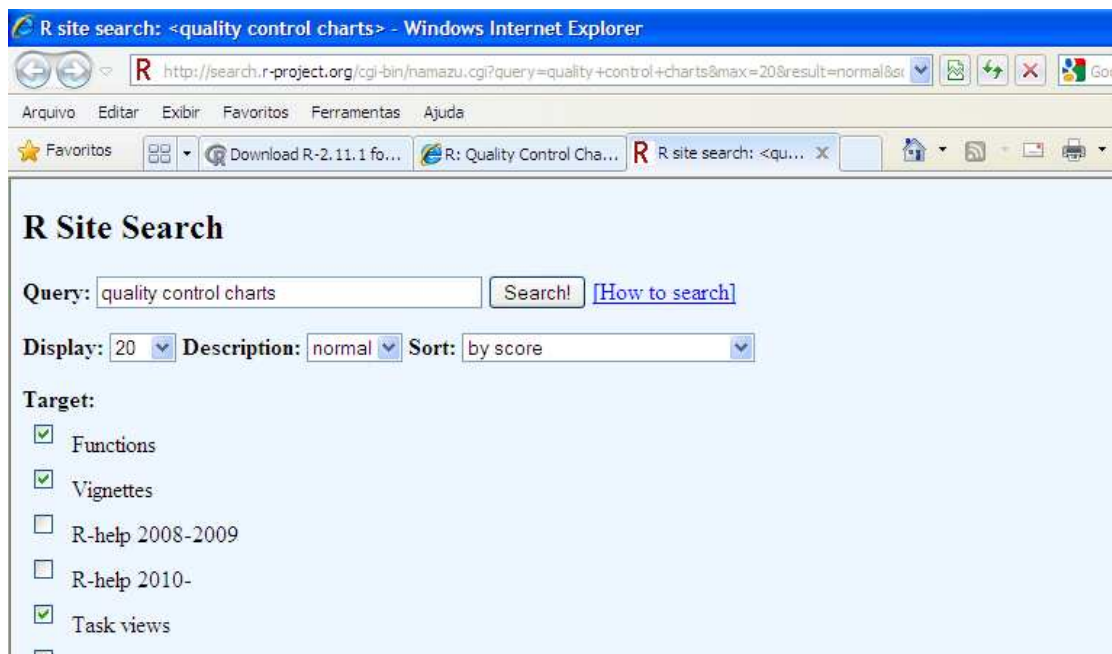 R site search: <quality control charts> - Windows Internet Explorer
R http://search.r-project.org/cgi-bin/namazu.cgi?query=quality+control+charts&max=20&result=normal&
Arquivo Editar Exibir Favoritos Ferramentas Ajuda
Favoritos Download R-2.11.1 fo... R: Quality Control Cha... R R site search: <qu... X
R Site Search
Query: quality control charts Search! [How to search]
Display: 20 Description: normal Sort: by score
Target:
Functions
Vignettes
R-help 2008-2009
R-help 2010-
Task views